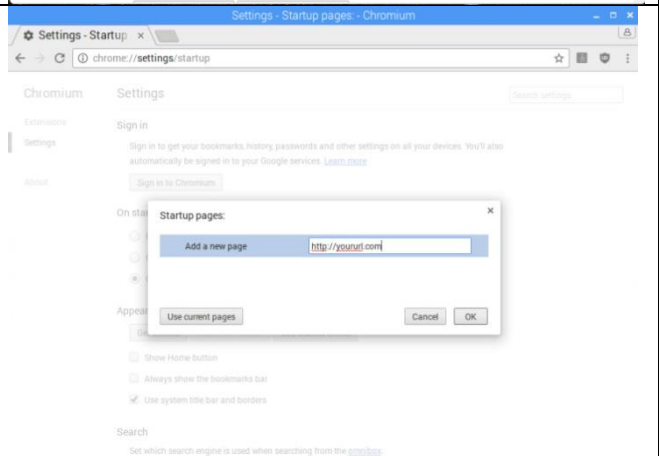 Settings - Startup pages: - Chromium
Settings - Startup
chrome://settings/startup
Chromium
Settings
Search settings
Extensions
Settings
About
Sign in
Sign in to get your bookmarks, history, passwords and other settings on all your devices. You'll also
automatically be signed in to your Google services. Learn more
Sign in to Chromium
On sta
Startup pages:
Add a new page
http://yoururl.com
Use current pages
Cancel
OK
Appear
Show Home button
Always show the bookmarks bar
Use system title bar and borders
Search
Set which search engine is used when searching from the omnibox.